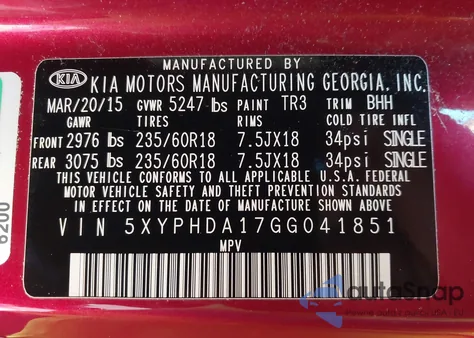 MANUFACTURED BY
KIA KIA MOTORS MANUFACTURING GEORGIA, INC.
MAR/20/15 GVWR 5247 lbs PAINT TR3 TRIM BHH
GAWR TIRES RIMS COLD TIRE INFL
FRONT 2976 lbs 235/60R18 7.5JX18 34psi SINGLE
REAR 3075 lbs 235/60R18 7.5JX18 34psi SINGLE
THIS VEHICLE CONFORMS TO ALL APPLICABLE U.S.A. FEDERAL
MOTOR VEHICLE SAFETY AND THEFT PREVENTION STANDARDS
IN EFFECT ON THE DATE OF MANUFACTURE SHOWN ABOVE.
VIN 5XYPHDA17GG041851
MPV
6200
autoSnap